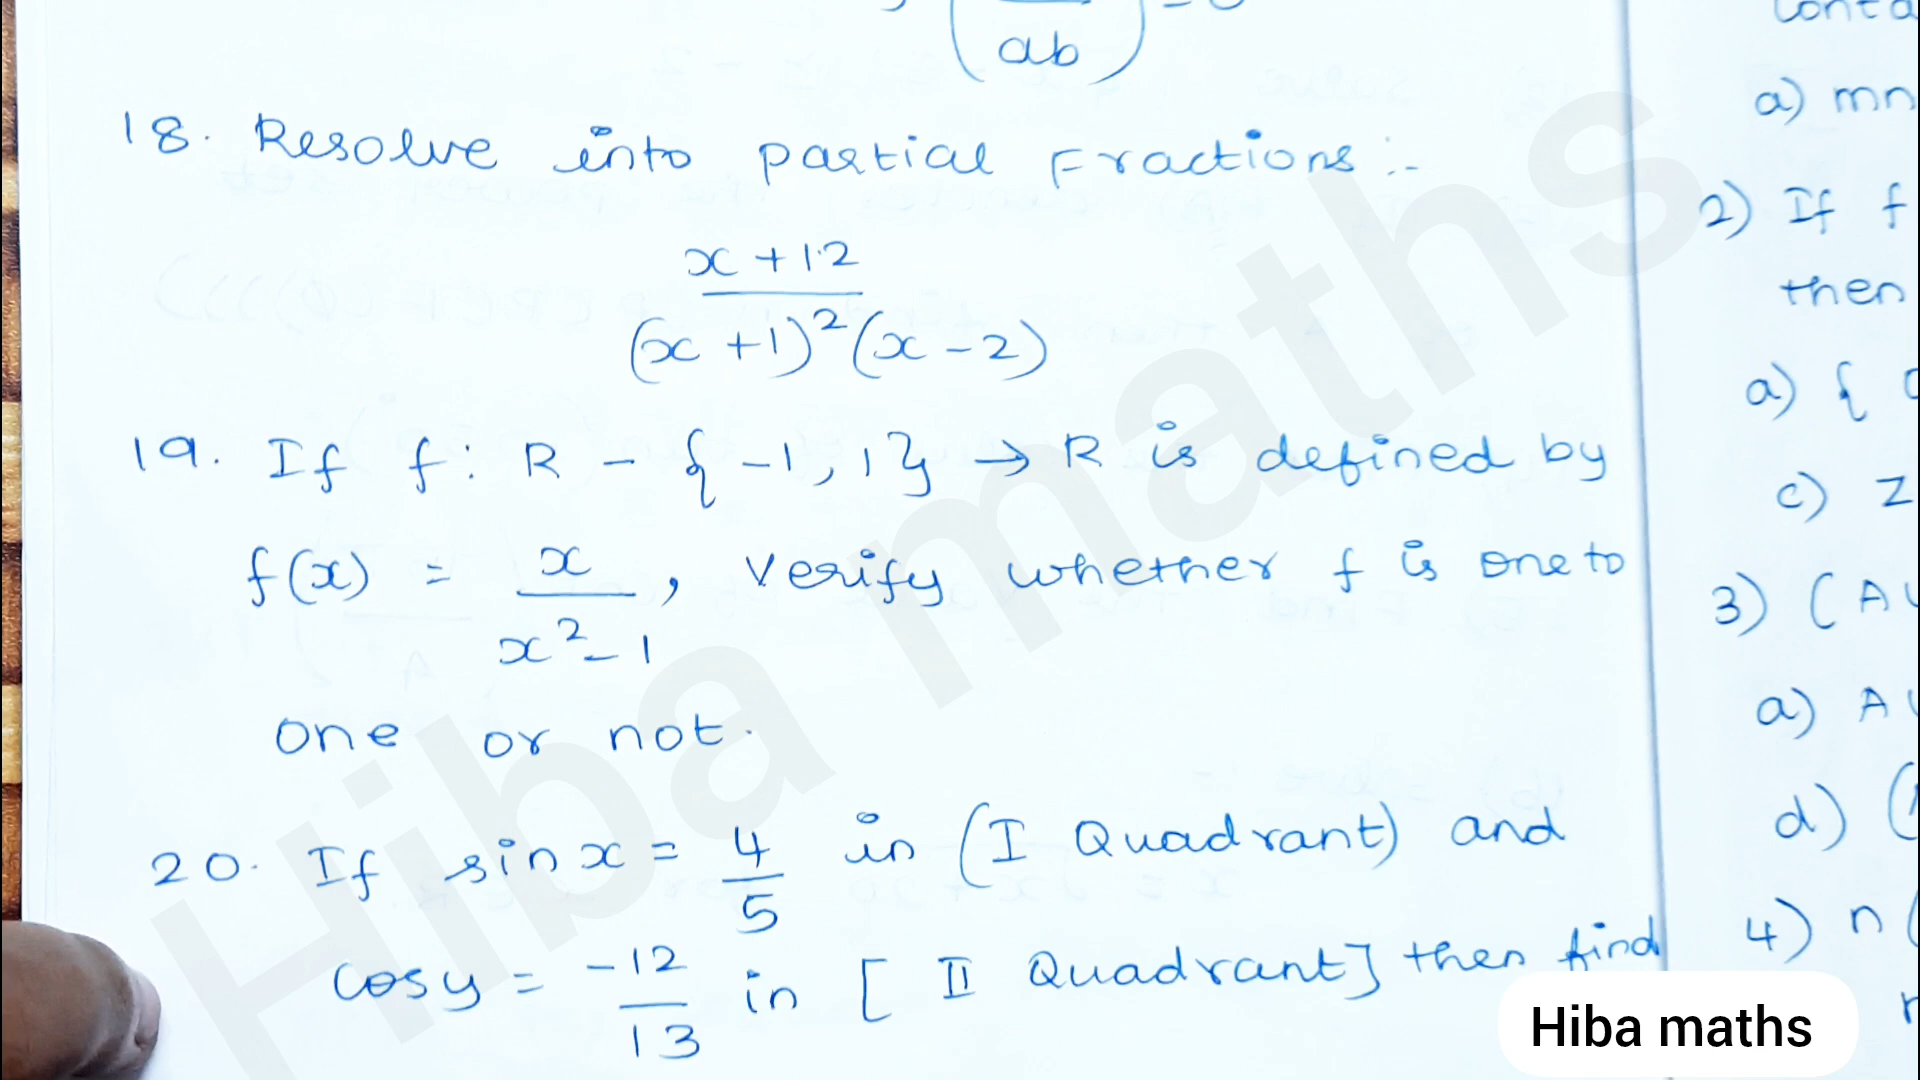 ab
18. Resolve into partial Fractions :-
x + 12
(x + 1)²(x - 2)
19. If f : R - { -1, 1} → R is defined by
f(x) = x / x² - 1 , Verify whether f is one to
one or not.
20. If sin x = 4/5 in (I Quadrant) and
cos y = -12/13 in [ II Quadrant] then find
a) mn
2) If f
then
a) {
c) Z
3) (A
a) A
d) (
4) n
Hiba maths
Hiba maths